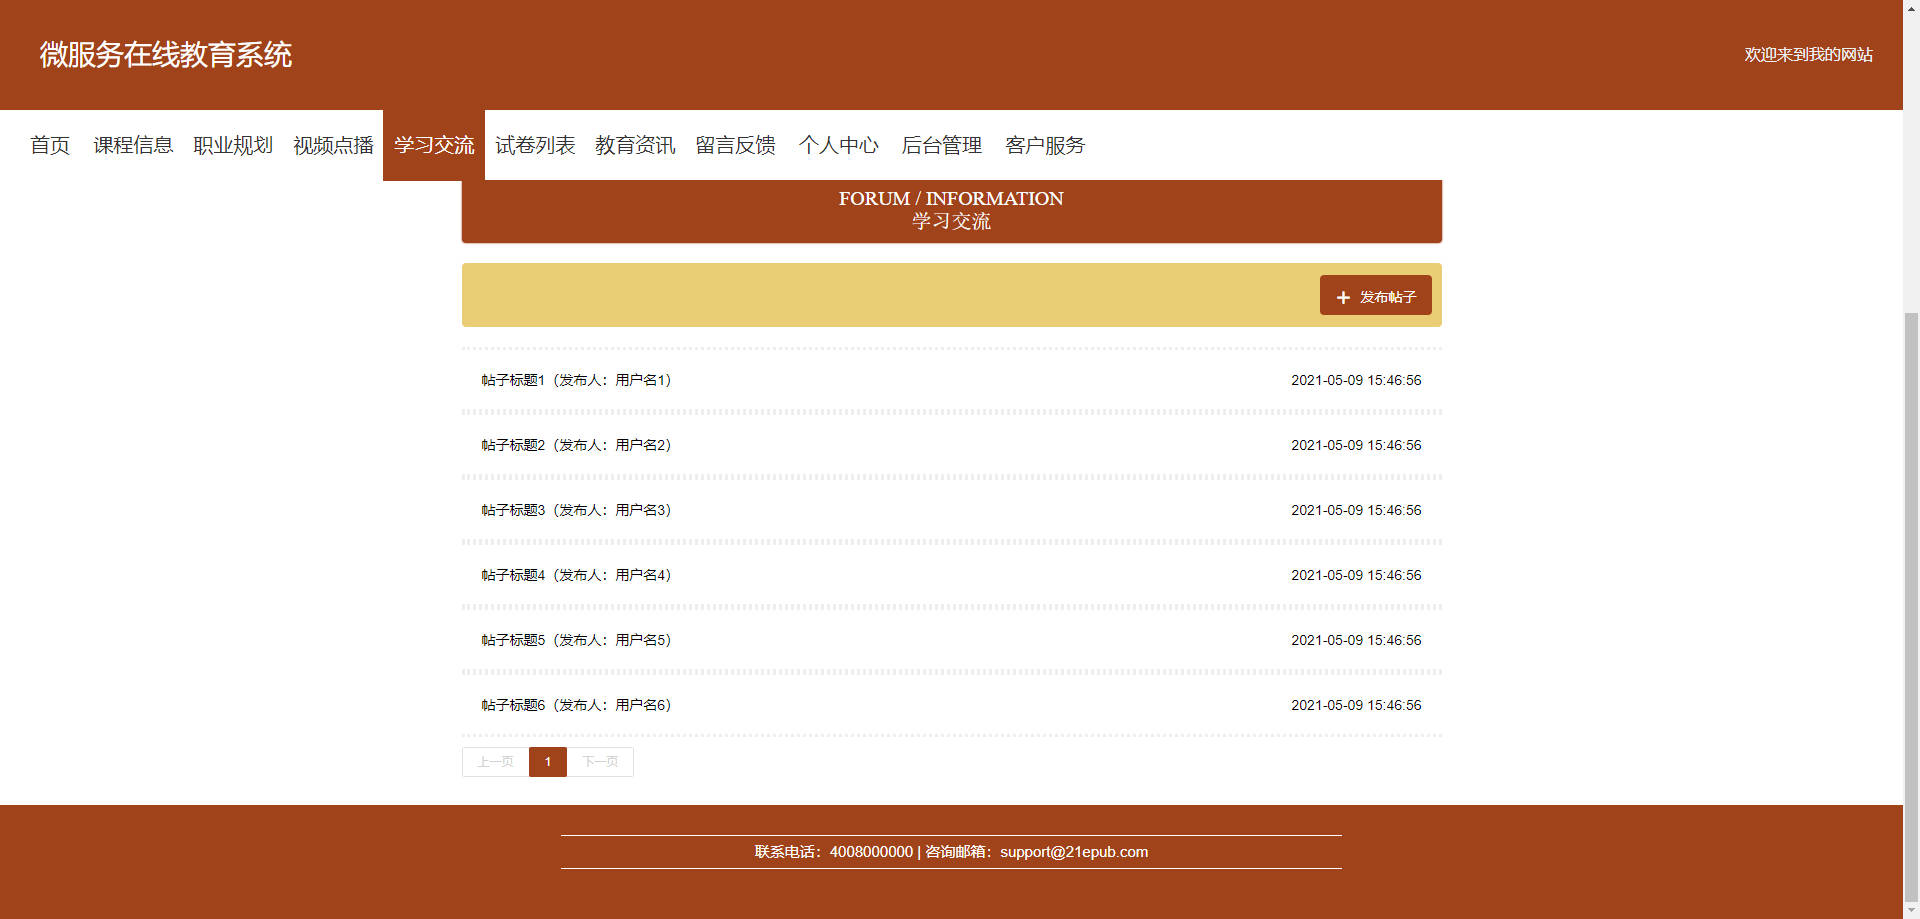 微服务在线教育系统
欢迎来到我的网站
首页 课程信息 职业规划 视频点播 学习交流 试卷列表 教育资讯 留言反馈 个人中心 后台管理 客户服务
FORUM / INFORMATION
学习交流
+ 发布帖子
帖子标题1（发布人：用户名1） 2021-05-09 15:46:56
帖子标题2（发布人：用户名2） 2021-05-09 15:46:56
帖子标题3（发布人：用户名3） 2021-05-09 15:46:56
帖子标题4（发布人：用户名4） 2021-05-09 15:46:56
帖子标题5（发布人：用户名5） 2021-05-09 15:46:56
帖子标题6（发布人：用户名6） 2021-05-09 15:46:56
上一页 1 下一页
联系电话：4008000000 | 咨询邮箱：support@21epub.com